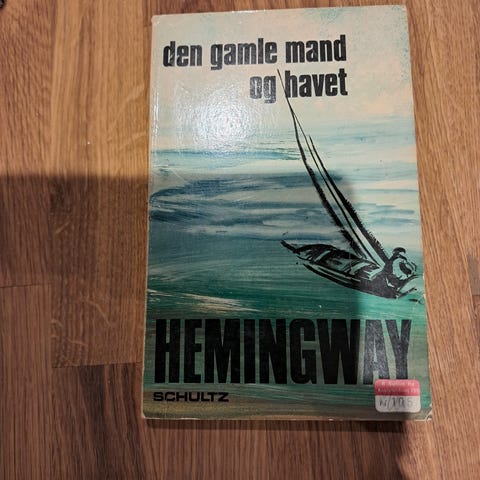 den gamle mand
og havet
HEMINGWAY
SCHULTZ